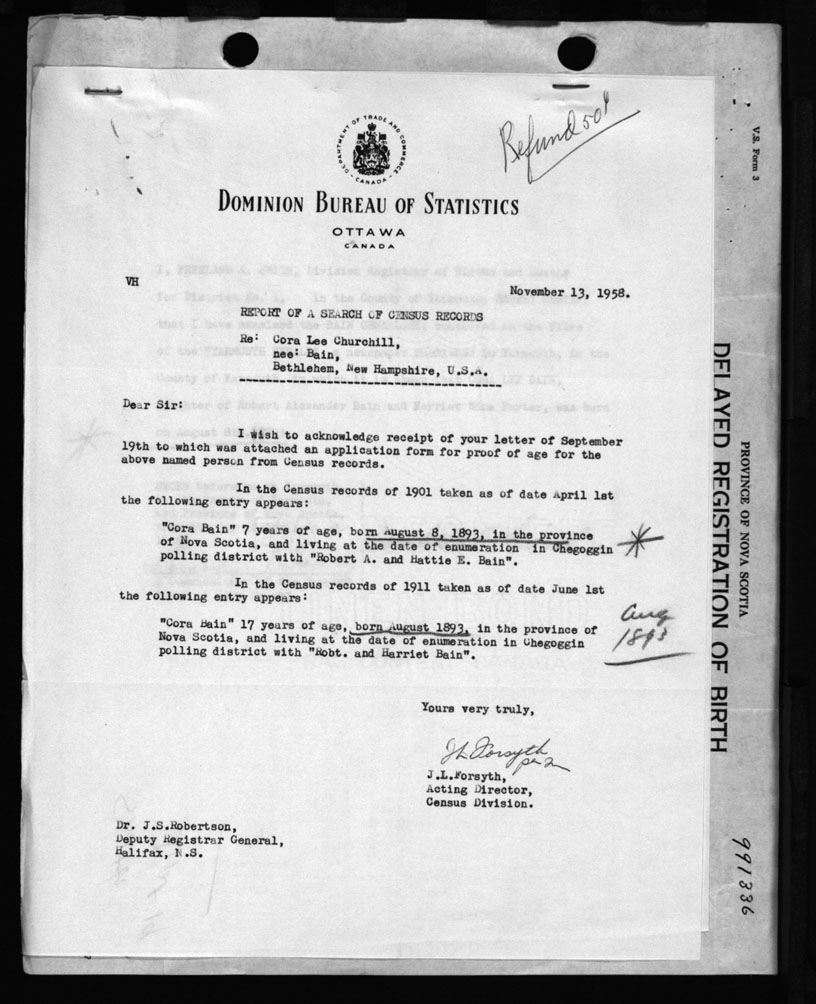 Refund 50¢
DEPARTMENT OF TRADE AND COMMERCE
CANADA
DOMINION BUREAU OF STATISTICS
OTTAWA
CANADA
VH
November 13, 1958.
REPORT OF A SEARCH OF CENSUS RECORDS
Re: Cora Lee Churchill,
nee: Bain,
Bethlehem, New Hampshire, U.S.A.
Dear Sir:
I wish to acknowledge receipt of your letter of September
19th to which was attached an application form for proof of age for the
above named person from Census records.
In the Census records of 1901 taken as of date April 1st
the following entry appears:
"Cora Bain" 7 years of age, born August 8, 1893, in the province
of Nova Scotia, and living at the date of enumeration in Chegoggin
polling district with "Robert A. and Hattie E. Bain".
In the Census records of 1911 taken as of date June 1st
the following entry appears:
"Cora Bain" 17 years of age, born August 1893, in the province of
Nova Scotia, and living at the date of enumeration in Chegoggin
polling district with "Robt. and Harriet Bain".
Aug
1893
Yours very truly,
J L Forsyth
per
J.L.Forsyth,
Acting Director,
Census Division.
Dr. J.S.Robertson,
Deputy Registrar General,
Halifax, N.S.
V.S. Form 3
PROVINCE OF NOVA SCOTIA
DELAYED REGISTRATION OF BIRTH
991336